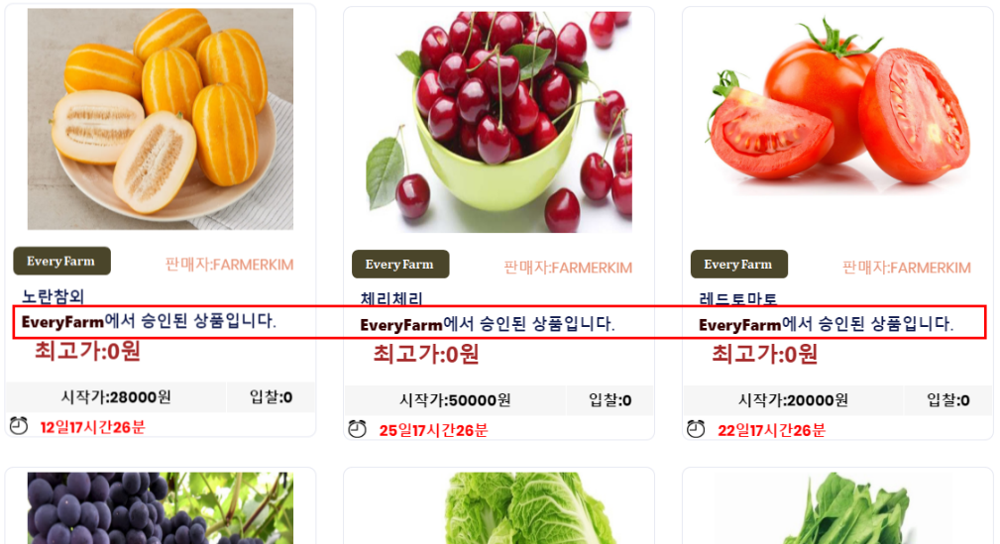 Every Farm
판매자:FARMERKIM
노란참외
EveryFarm에서 승인된 상품입니다.
최고가:0원
시작가:28000원 입찰:0
12일17시간26분
Every Farm
판매자:FARMERKIM
체리체리
EveryFarm에서 승인된 상품입니다.
최고가:0원
시작가:50000원 입찰:0
25일17시간26분
Every Farm
판매자:FARMERKIM
레드토마토
EveryFarm에서 승인된 상품입니다.
최고가:0원
시작가:20000원 입찰:0
22일17시간26분